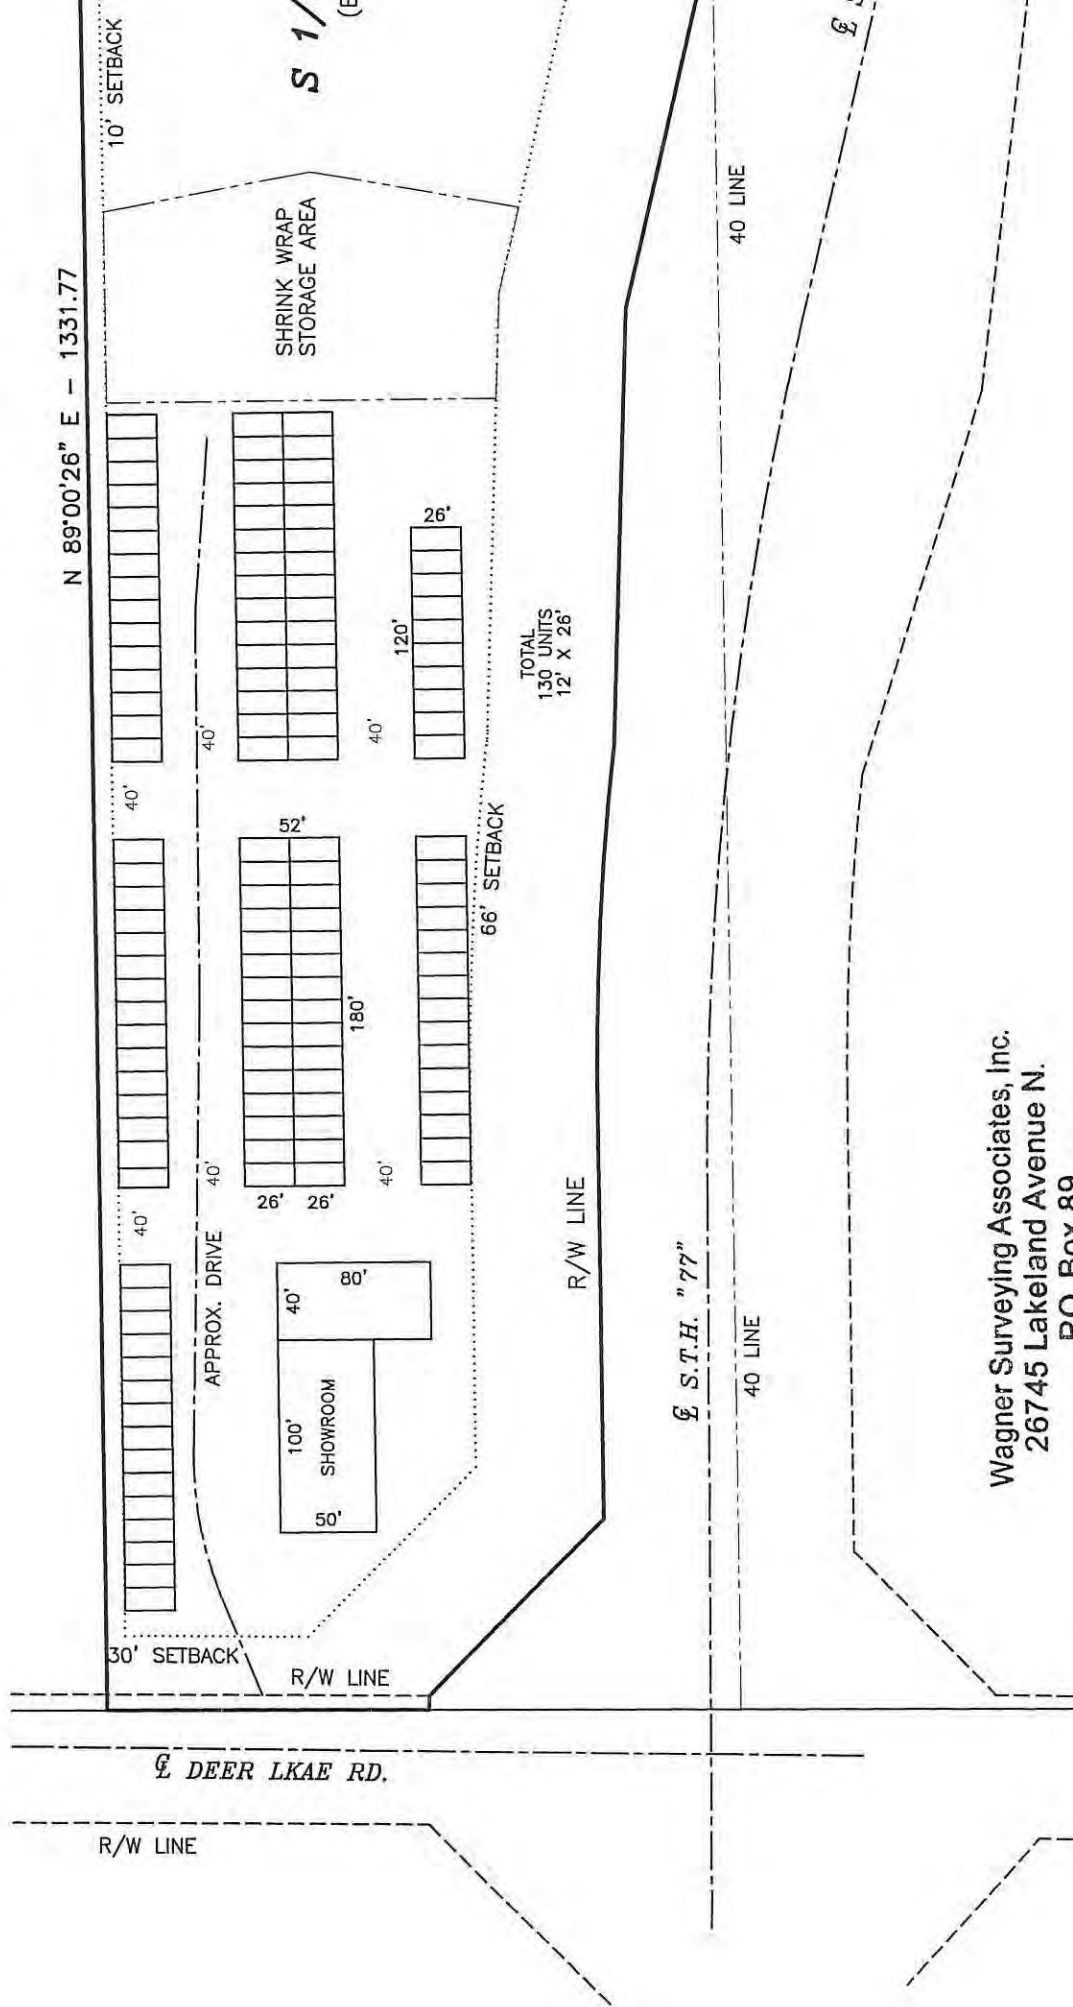 10' SETBACK
S 1/
N 89°00'26" E – 1331.77
SHRINK WRAP
STORAGE AREA
40 LINE
26'
120'
TOTAL
130 UNITS
12' X 26'
40'
40'
40'
52'
66' SETBACK
180'
40'
40'
40'
26'
26'
APPROX. DRIVE
80'
40'
100'
SHOWROOM
50'
R/W LINE
℄ S.T.H. "77"
40 LINE
30' SETBACK
R/W LINE
℄ DEER LKAE RD.
R/W LINE
Wagner Surveying Associates, Inc.
26745 Lakeland Avenue N.
P.O. Box 89